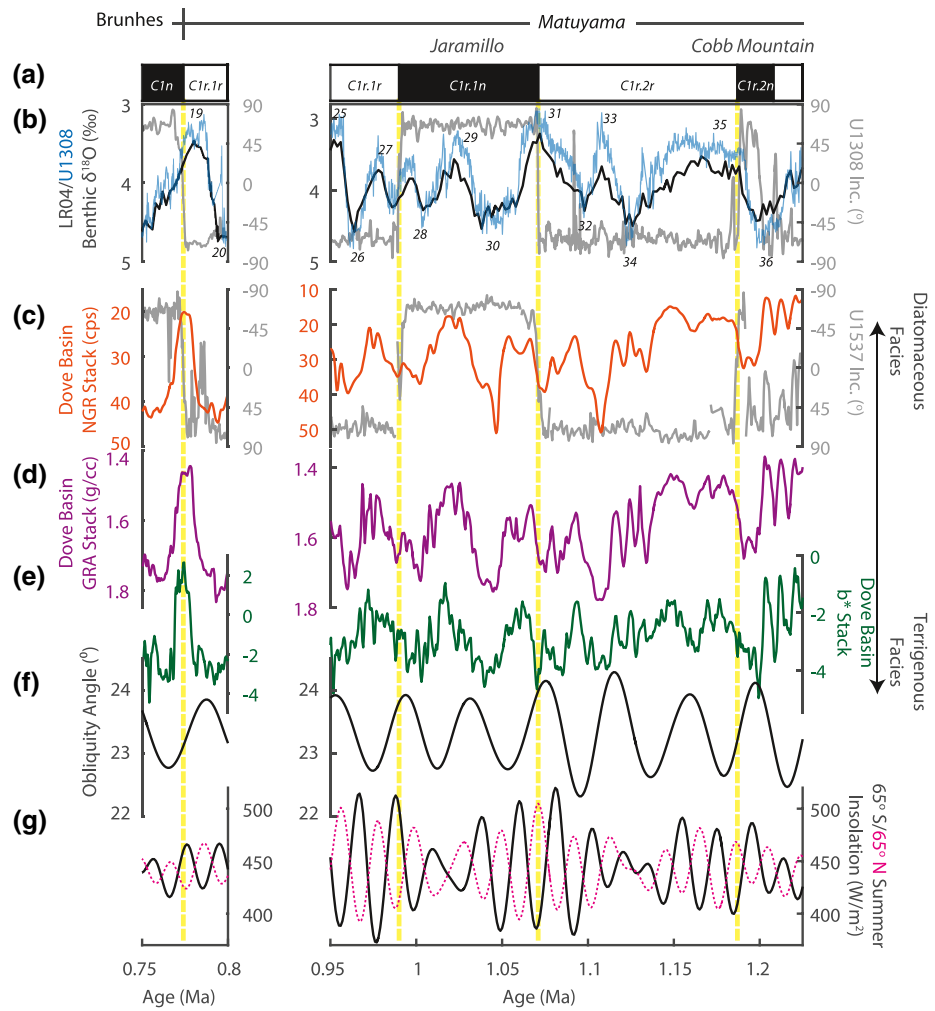 Brunhes
Matuyama
Jaramillo
Cobb Mountain
(a)
C1n
C1r.1r
C1r.1r
C1r.1n
C1r.2r
C1r.2n
(b)
LR04/U1308
Benthic δ¹⁸O (‰)
3
4
5
19
20
90
45
0
-45
-90
3
4
5
25
26
27
28
29
30
31
32
33
34
35
36
90
45
0
-45
-90
U1308 Inc. (°)
(c)
Dove Basin
NGR Stack (cps)
20
30
40
50
-90
-45
0
45
90
10
20
30
40
50
-90
-45
0
45
90
U1537 Inc. (°)
Diatomaceous
Facies
(d)
Dove Basin
GRA Stack (g/cc)
1.4
1.6
1.8
1.4
1.6
1.8
(e)
2
0
-2
-4
0
-2
-4
Dove Basin
b* Stack
Terrigenous
Facies
(f)
Obliquity Angle (°)
24
23
22
24
23
22
(g)
500
450
400
500
450
400
65° S/65° N Summer
Insolation (W/m²)
0.75
0.8
Age (Ma)
0.95
1
1.05
1.1
1.15
1.2
Age (Ma)